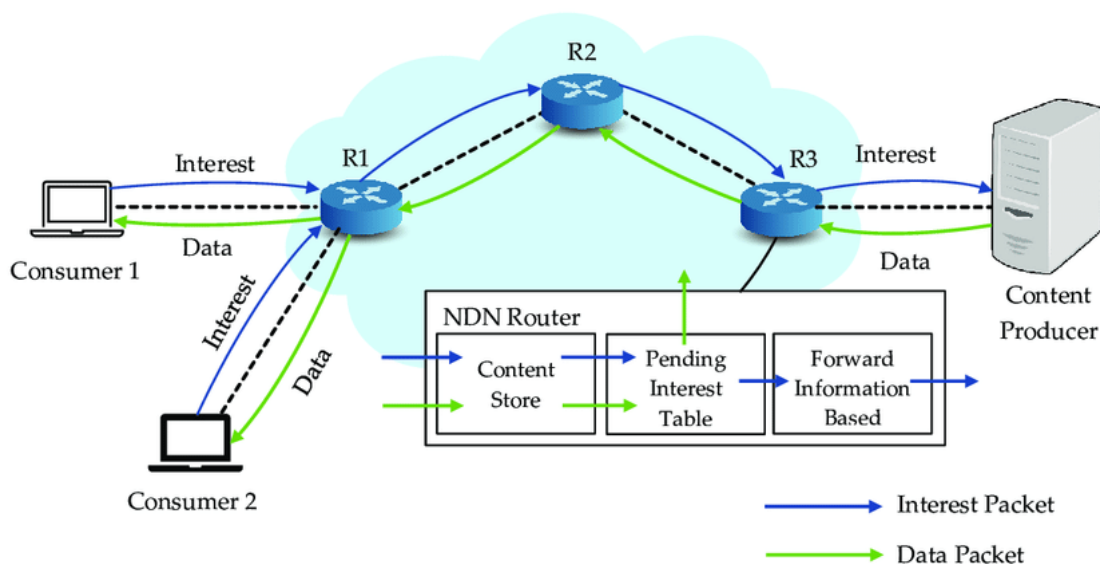 R2
R1
R3
Interest
Interest
Data
Data
Consumer 1
Interest
Data
Content
Producer
NDN Router
Content
Store
Pending
Interest
Table
Forward
Information
Based
Consumer 2
Interest Packet
Data Packet